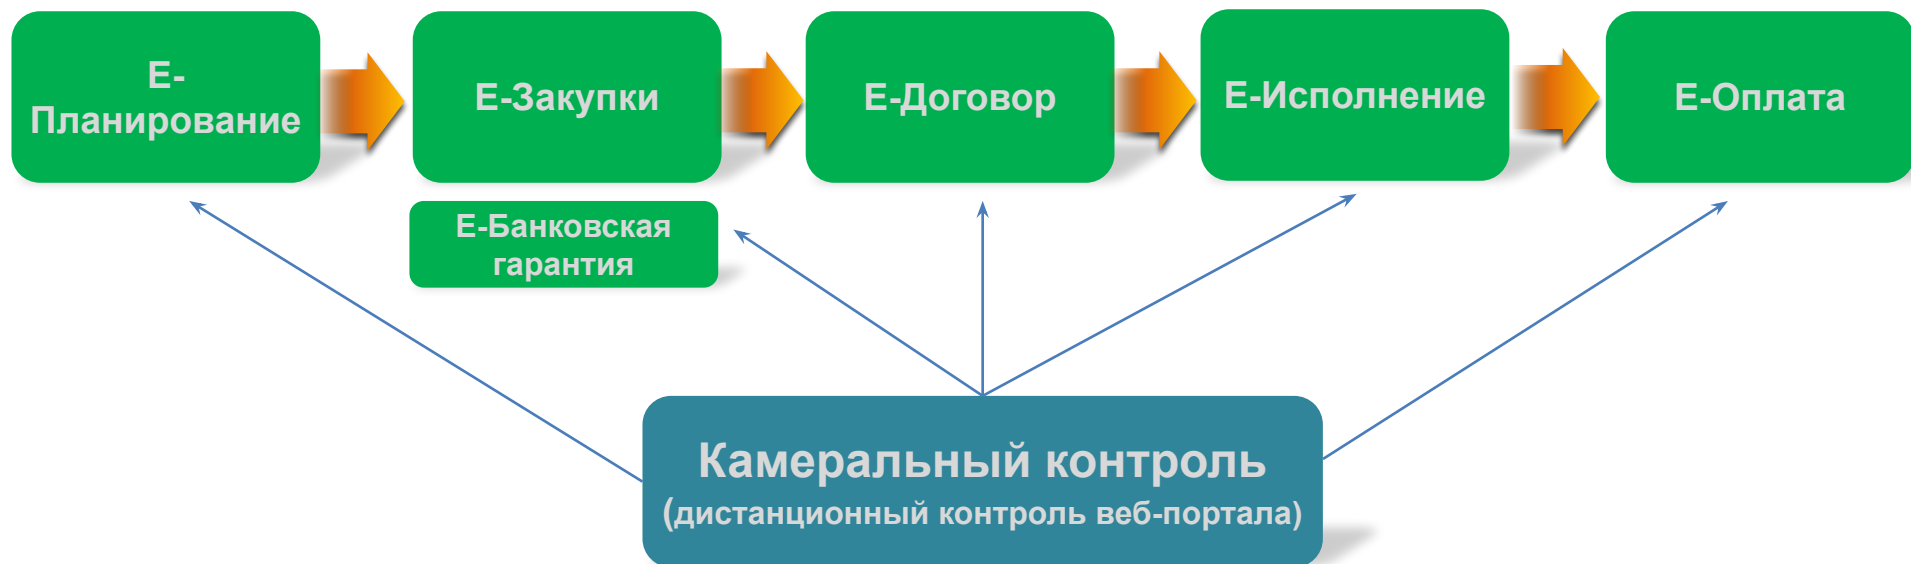 Е-
Планирование
Е-Закупки
Е-Договор
Е-Исполнение
Е-Оплата
Е-Банковская
гарантия
Камеральный контроль
(дистанционный контроль веб-портала)